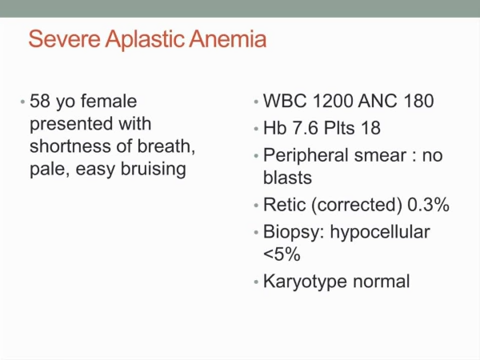 Severe Aplastic Anemia
• 58 yo female
presented with
shortness of breath,
pale, easy bruising
• WBC 1200 ANC 180
• Hb 7.6 Plts 18
• Peripheral smear : no
blasts
• Retic (corrected) 0.3%
• Biopsy: hypocellular
<5%
• Karyotype normal